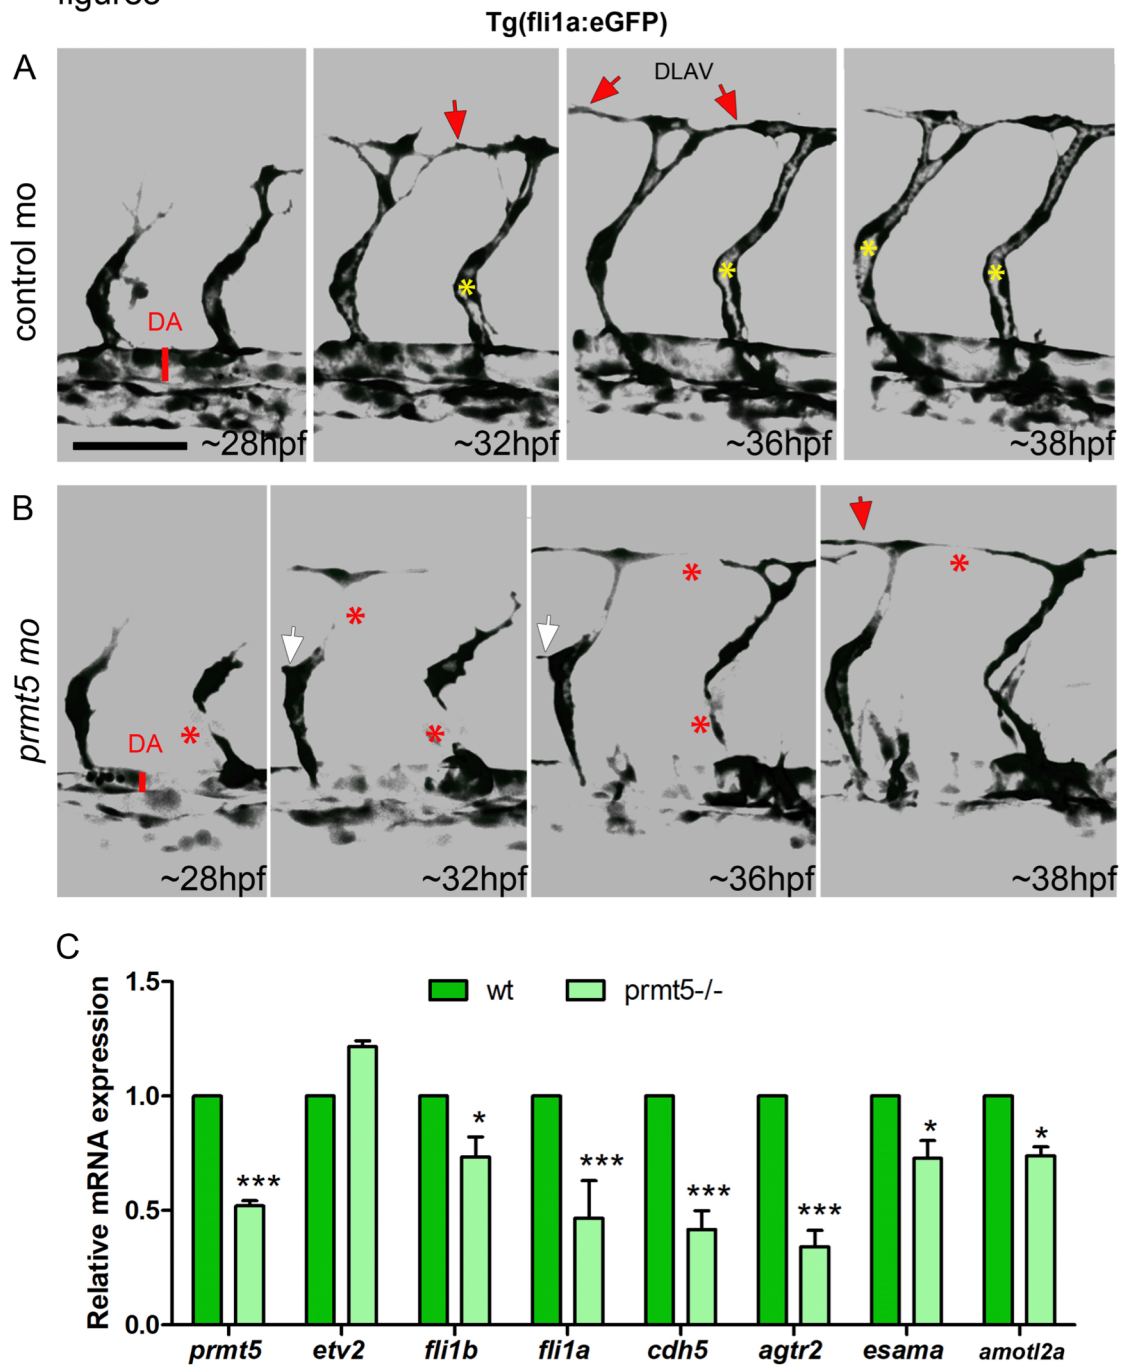 figures
Tg(fli1a:eGFP)
A
control mo
DA
DLAV
*
*
*
*
~28hpf
~32hpf
~36hpf
~38hpf
B
prmt5 mo
DA
*
*
*
*
*
*
~28hpf
~32hpf
~36hpf
~38hpf
C
Relative mRNA expression
wt
prmt5-/-
1.5
1.0
0.5
0.0
***
*
***
***
***
*
*
prmt5
etv2
fli1b
fli1a
cdh5
agtr2
esama
amotl2a